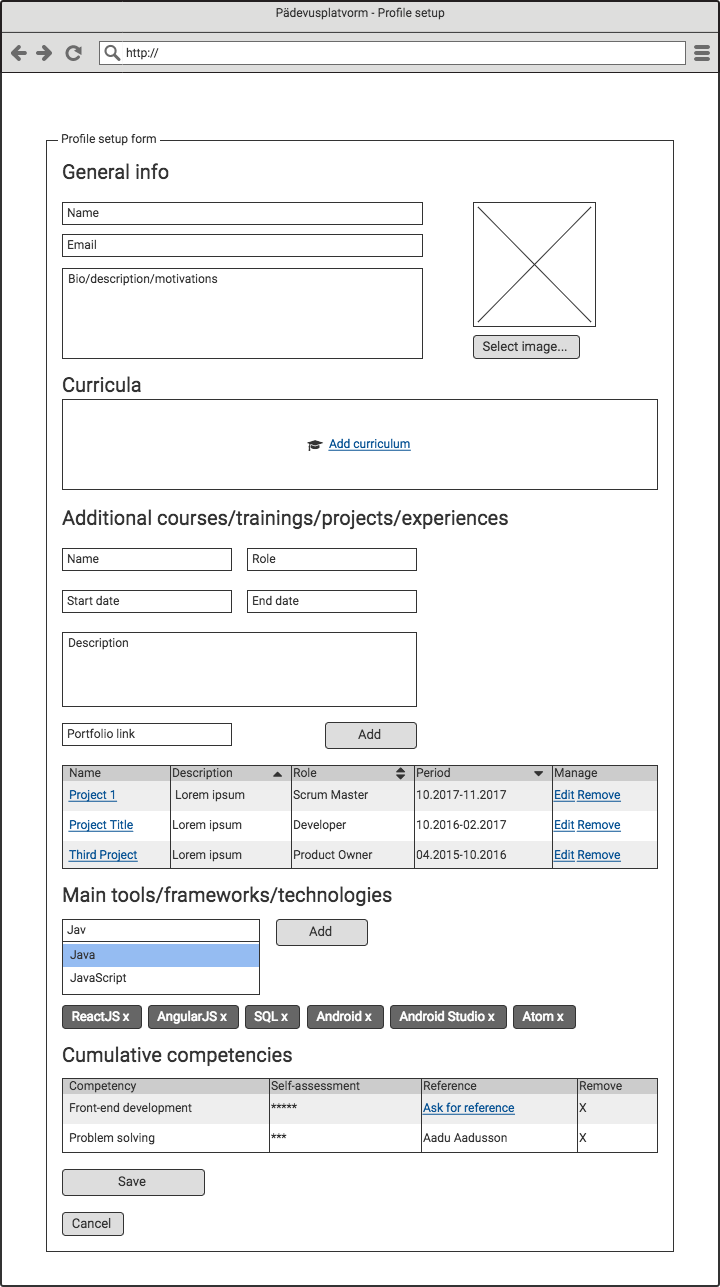 Pädevusplatvorm - Profile setup
http://
Profile setup form
General info
Name
Email
Bio/description/motivations
Select image...
Curricula
Add curriculum
Additional courses/trainings/projects/experiences
Name Role
Start date End date
Description
Portfolio link Add
Name Description Role Period Manage
Project 1 Lorem ipsum Scrum Master 10.2017-11.2017 Edit Remove
Project Title Lorem ipsum Developer 10.2016-02.2017 Edit Remove
Third Project Lorem ipsum Product Owner 04.2015-10.2016 Edit Remove
Main tools/frameworks/technologies
Jav Add
Java
JavaScript
ReactJS x AngularJS x SQL x Android x Android Studio x Atom x
Cumulative competencies
Competency Self-assessment Reference Remove
Front-end development ***** Ask for reference X
Problem solving *** Aadu Aadusson X
Save
Cancel